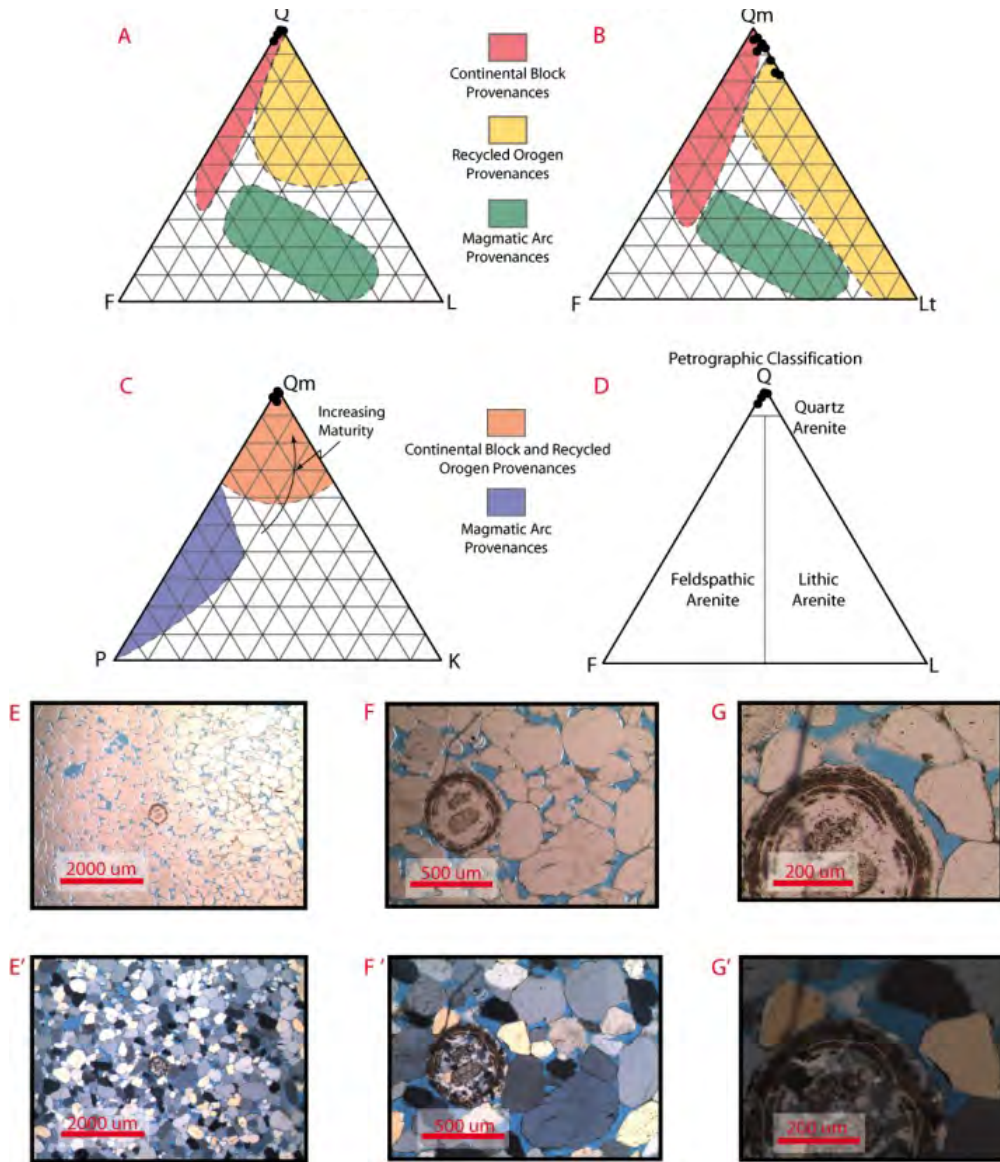 A
Q
F
L
Continental Block
Provenances
Recycled Orogen
Provenances
Magmatic Arc
Provenances
B
Qm
F
Lt
C
Qm
Increasing
Maturity
P
K
Continental Block and Recycled
Orogen Provenances
Magmatic Arc
Provenances
D
Petrographic Classification
Q
Quartz
Arenite
Feldspathic
Arenite
Lithic
Arenite
F
L
E
2000 um
F
500 um
G
200 um
E'
2000 um
F'
500 um
G'
200 um